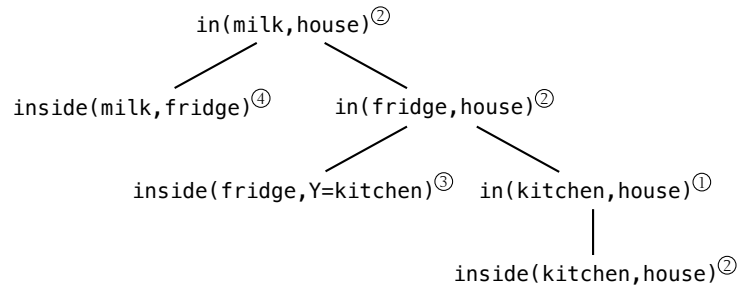 in(milk,house)②
inside(milk,fridge)④ in(fridge,house)②
inside(fridge,Y=kitchen)③ in(kitchen,house)①
inside(kitchen,house)②